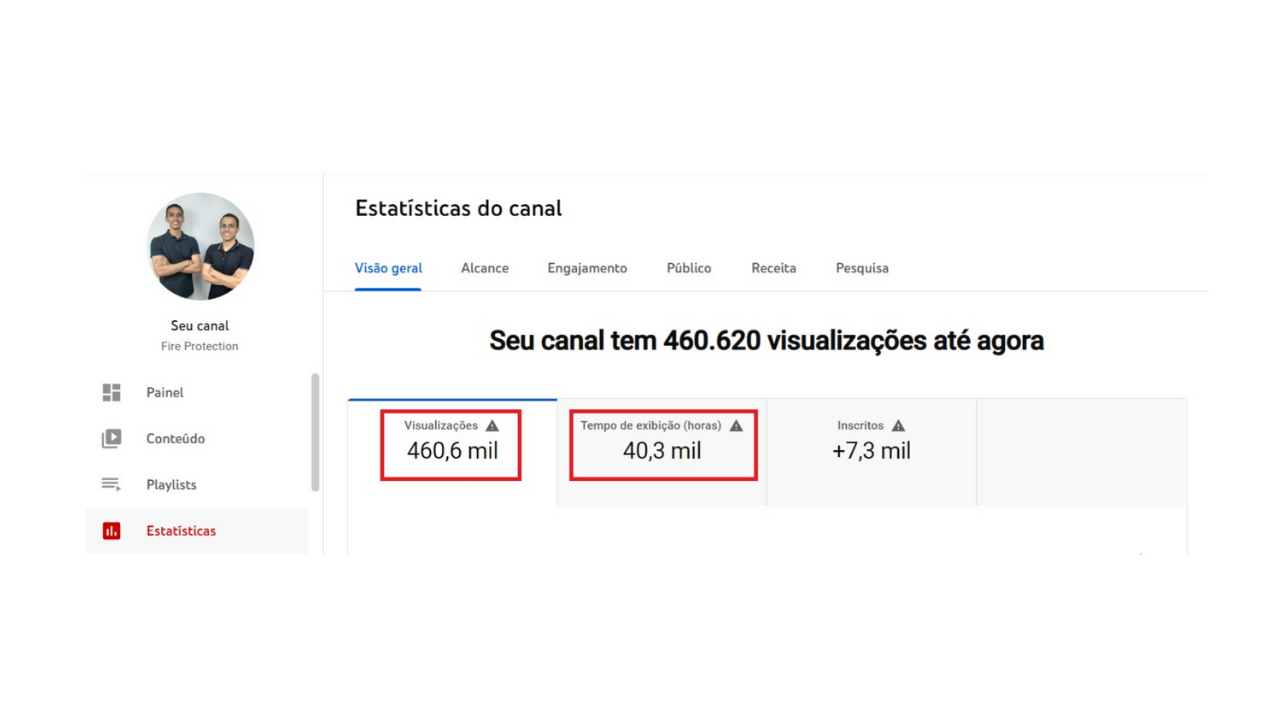 Estatísticas do canal
Visão geral Alcance Engajamento Público Receita Pesquisa
Seu canal
Fire Protection
Seu canal tem 460.620 visualizações até agora
Painel
Conteúdo
Playlists
Estatísticas
Visualizações
460,6 mil
Tempo de exibição (horas)
40,3 mil
Inscritos
+7,3 mil